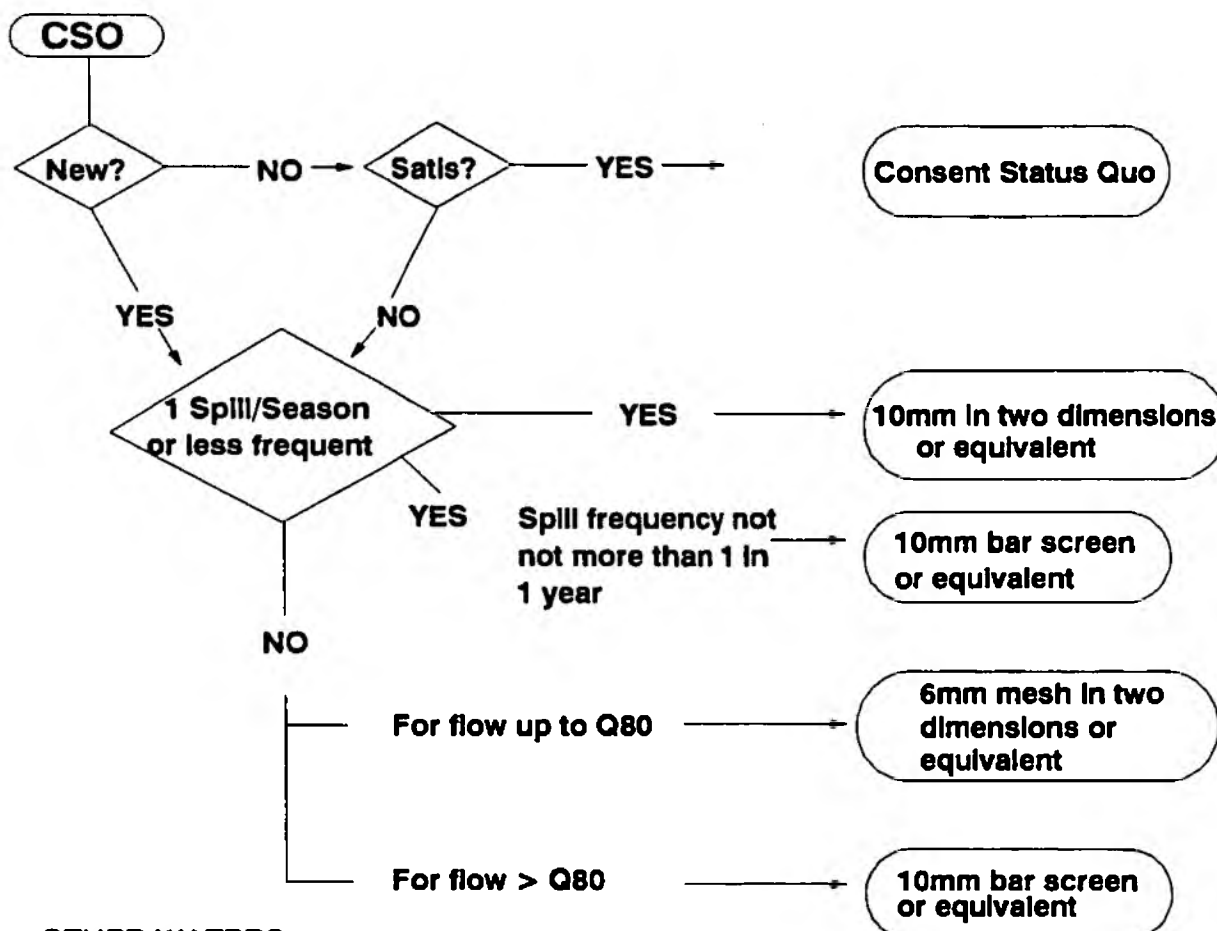 CSO
New?
NO
Satis?
YES
Consent Status Quo
YES
NO
1 Spill/Season
or less frequent
YES
10mm in two dimensions
or equivalent
YES
Spill frequency not
not more than 1 in
1 year
10mm bar screen
or equivalent
NO
For flow up to Q80
6mm mesh in two
dimensions or
equivalent
For flow > Q80
10mm bar screen
or equivalent